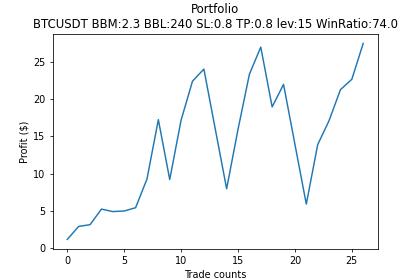 Portfolio
BTCUSDT BBM:2.3 BBL:240 SL:0.8 TP:0.8 lev:15 WinRatio:74.0
25
20
15
10
5
0
Profit ($)
0 5 10 15 20 25
Trade counts